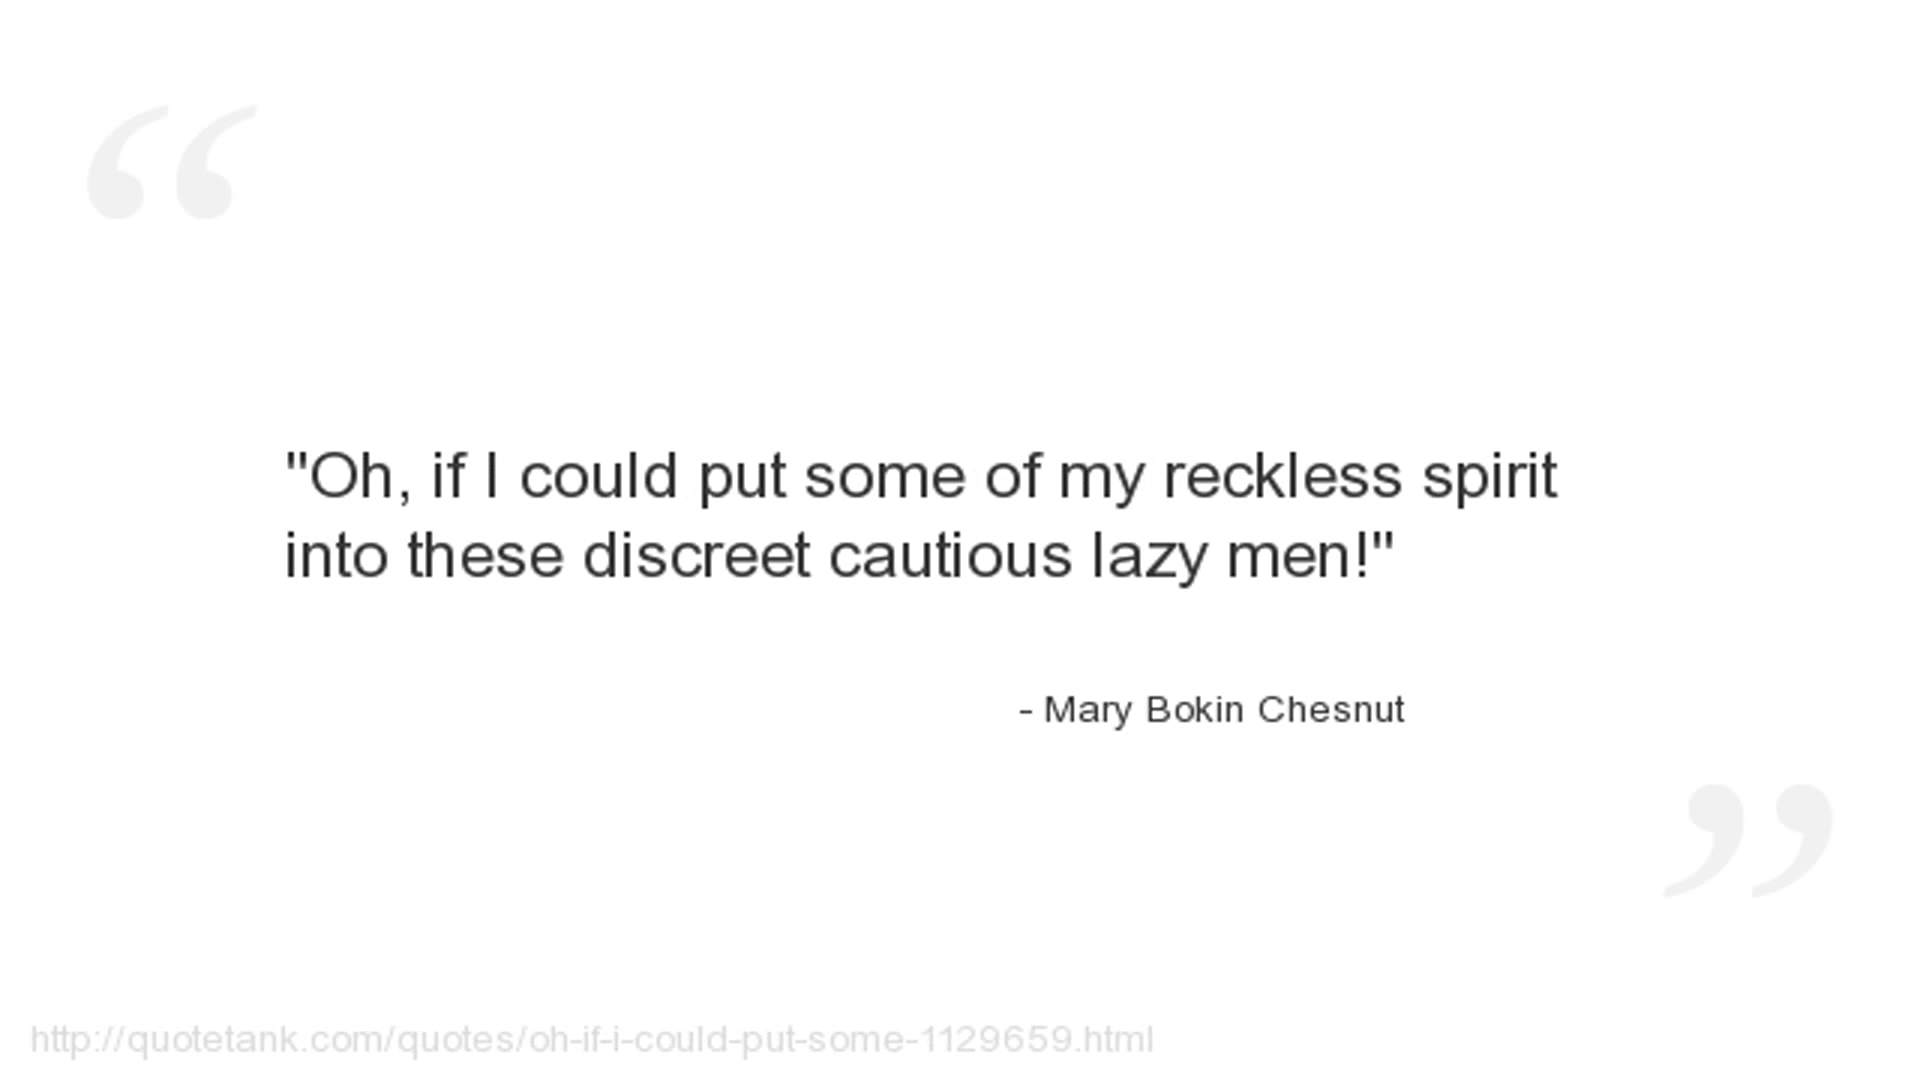 "Oh, if I could put some of my reckless spirit
into these discreet cautious lazy men!"
- Mary Bokin Chesnut
http://quotetank.com/quotes/oh-if-i-could-put-some-1129659.html